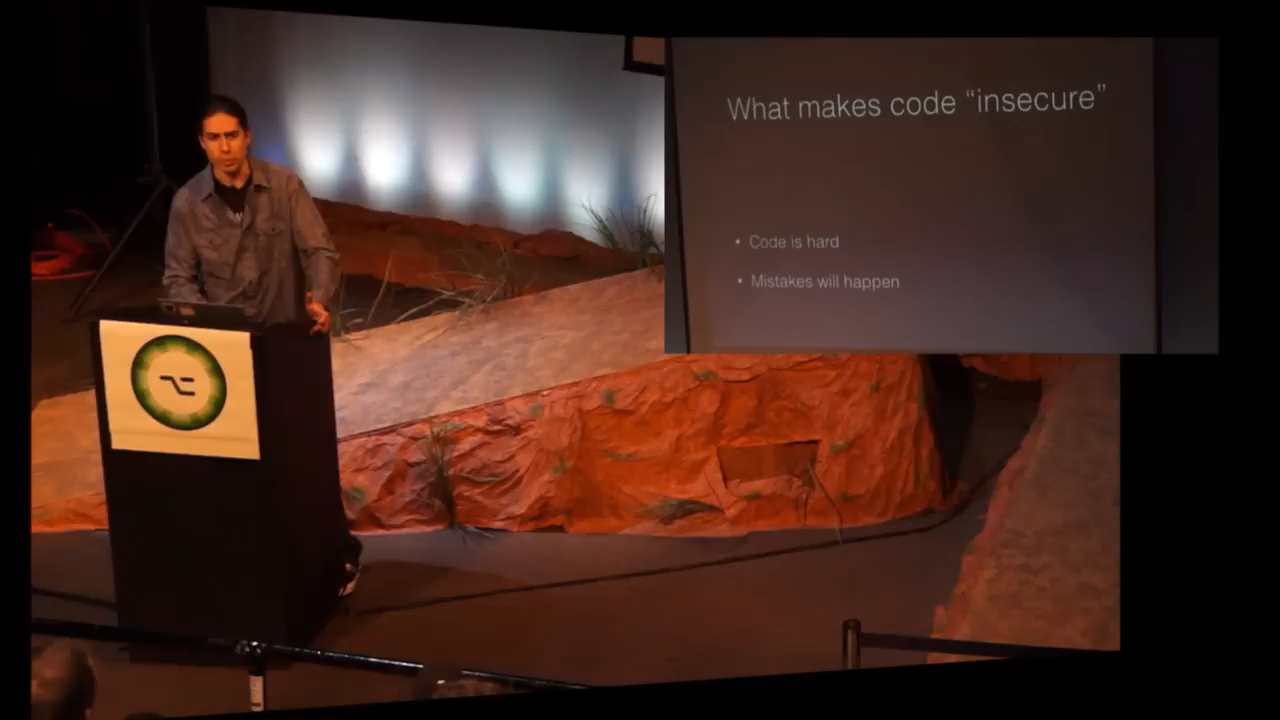 What makes code “insecure”
• Code is hard
• Mistakes will happen